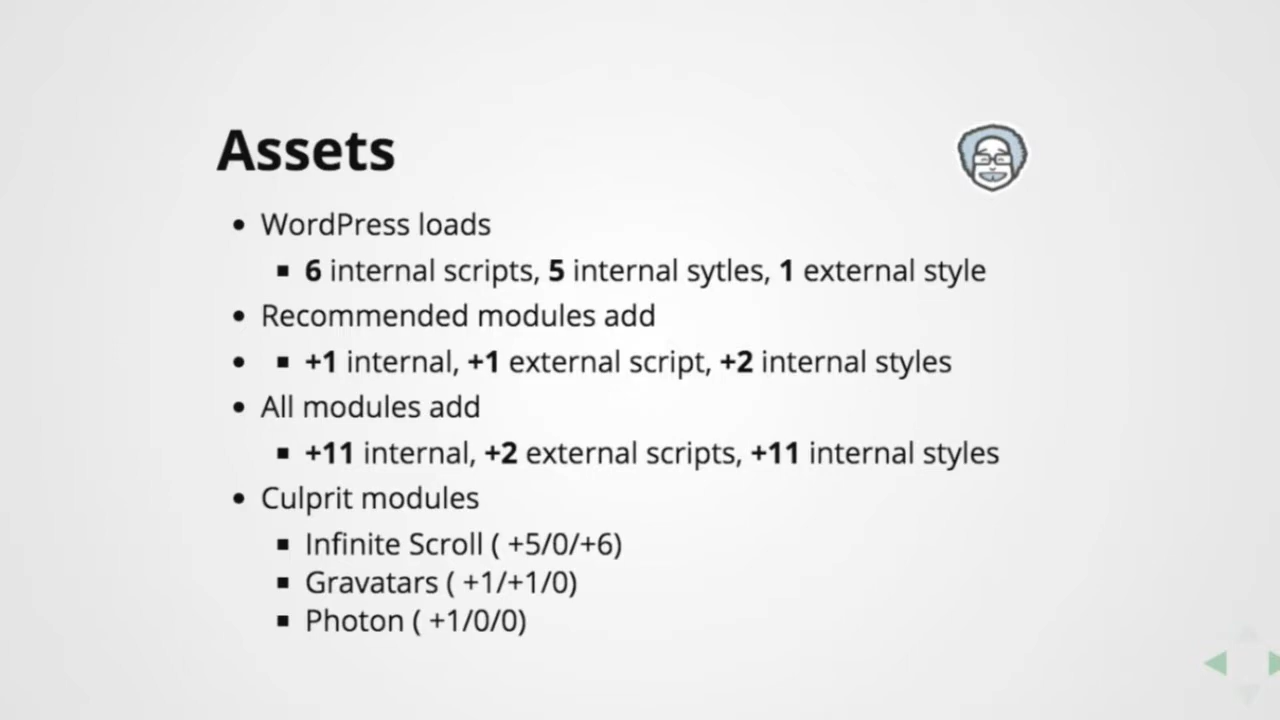 Assets
• WordPress loads
▪ 6 internal scripts, 5 internal sytles, 1 external style
• Recommended modules add
• ▪ +1 internal, +1 external script, +2 internal styles
• All modules add
▪ +11 internal, +2 external scripts, +11 internal styles
• Culprit modules
▪ Infinite Scroll ( +5/0/+6)
▪ Gravatars ( +1/+1/0)
▪ Photon ( +1/0/0)